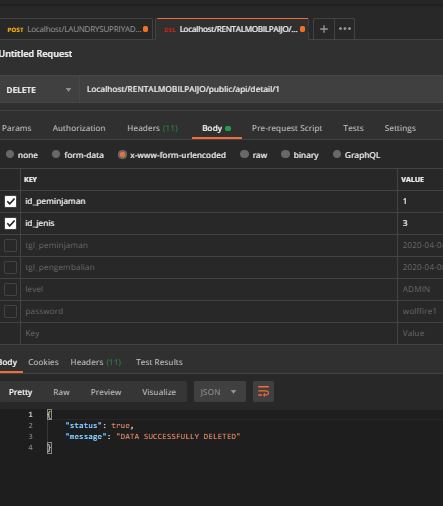 POST Localhost/LAUNDRYSUPRIYAD...
DEL Localhost/RENTALMOBILPAIJO/...
+ •••
Untitled Request
DELETE Localhost/RENTALMOBILPAIJO/public/api/detail/1
Params Authorization Headers (11) Body Pre-request Script Tests Settings
none form-data x-www-form-urlencoded raw binary GraphQL
KEY VALUE
id_peminjaman 1
id_jenis 3
tgl_peminjaman 2020-04-0
tgl_pengembalian 2020-04-0
level ADMIN
password wolffire1
Key Value
Body Cookies Headers (11) Test Results
Pretty Raw Preview Visualize JSON
1 {
2 "status": true,
3 "message": "DATA SUCCESSFULLY DELETED"
4 }